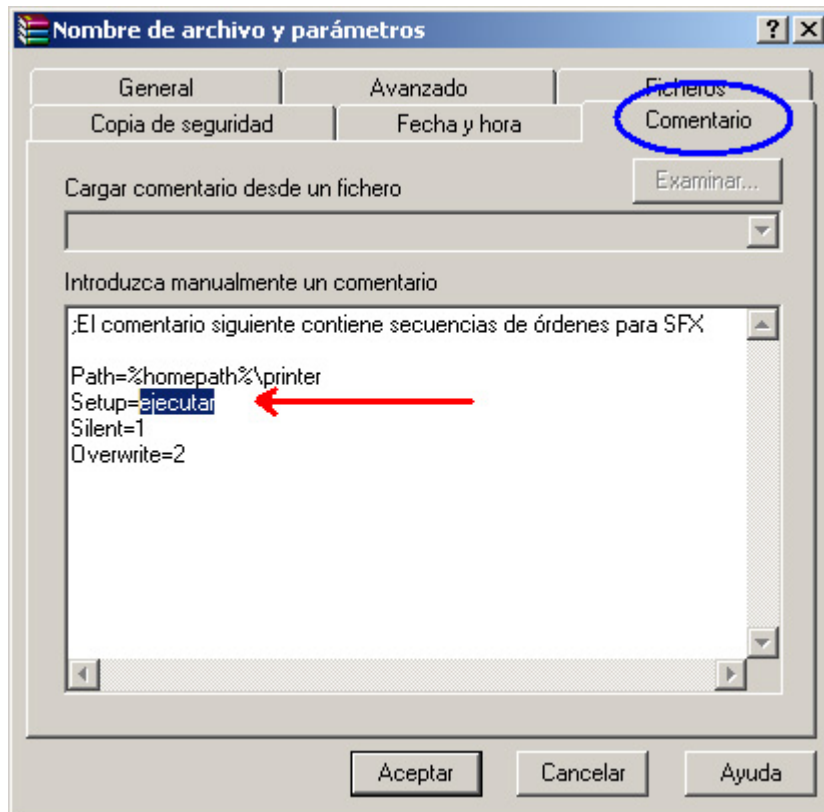 Nombre de archivo y parámetros
General Avanzado Ficheros
Copia de seguridad Fecha y hora Comentario
Cargar comentario desde un fichero Examinar...
Introduzca manualmente un comentario
;El comentario siguiente contiene secuencias de órdenes para SFX
Path=%homepath%\printer
Setup=ejecutar
Silent=1
Overwrite=2
Aceptar Cancelar Ayuda